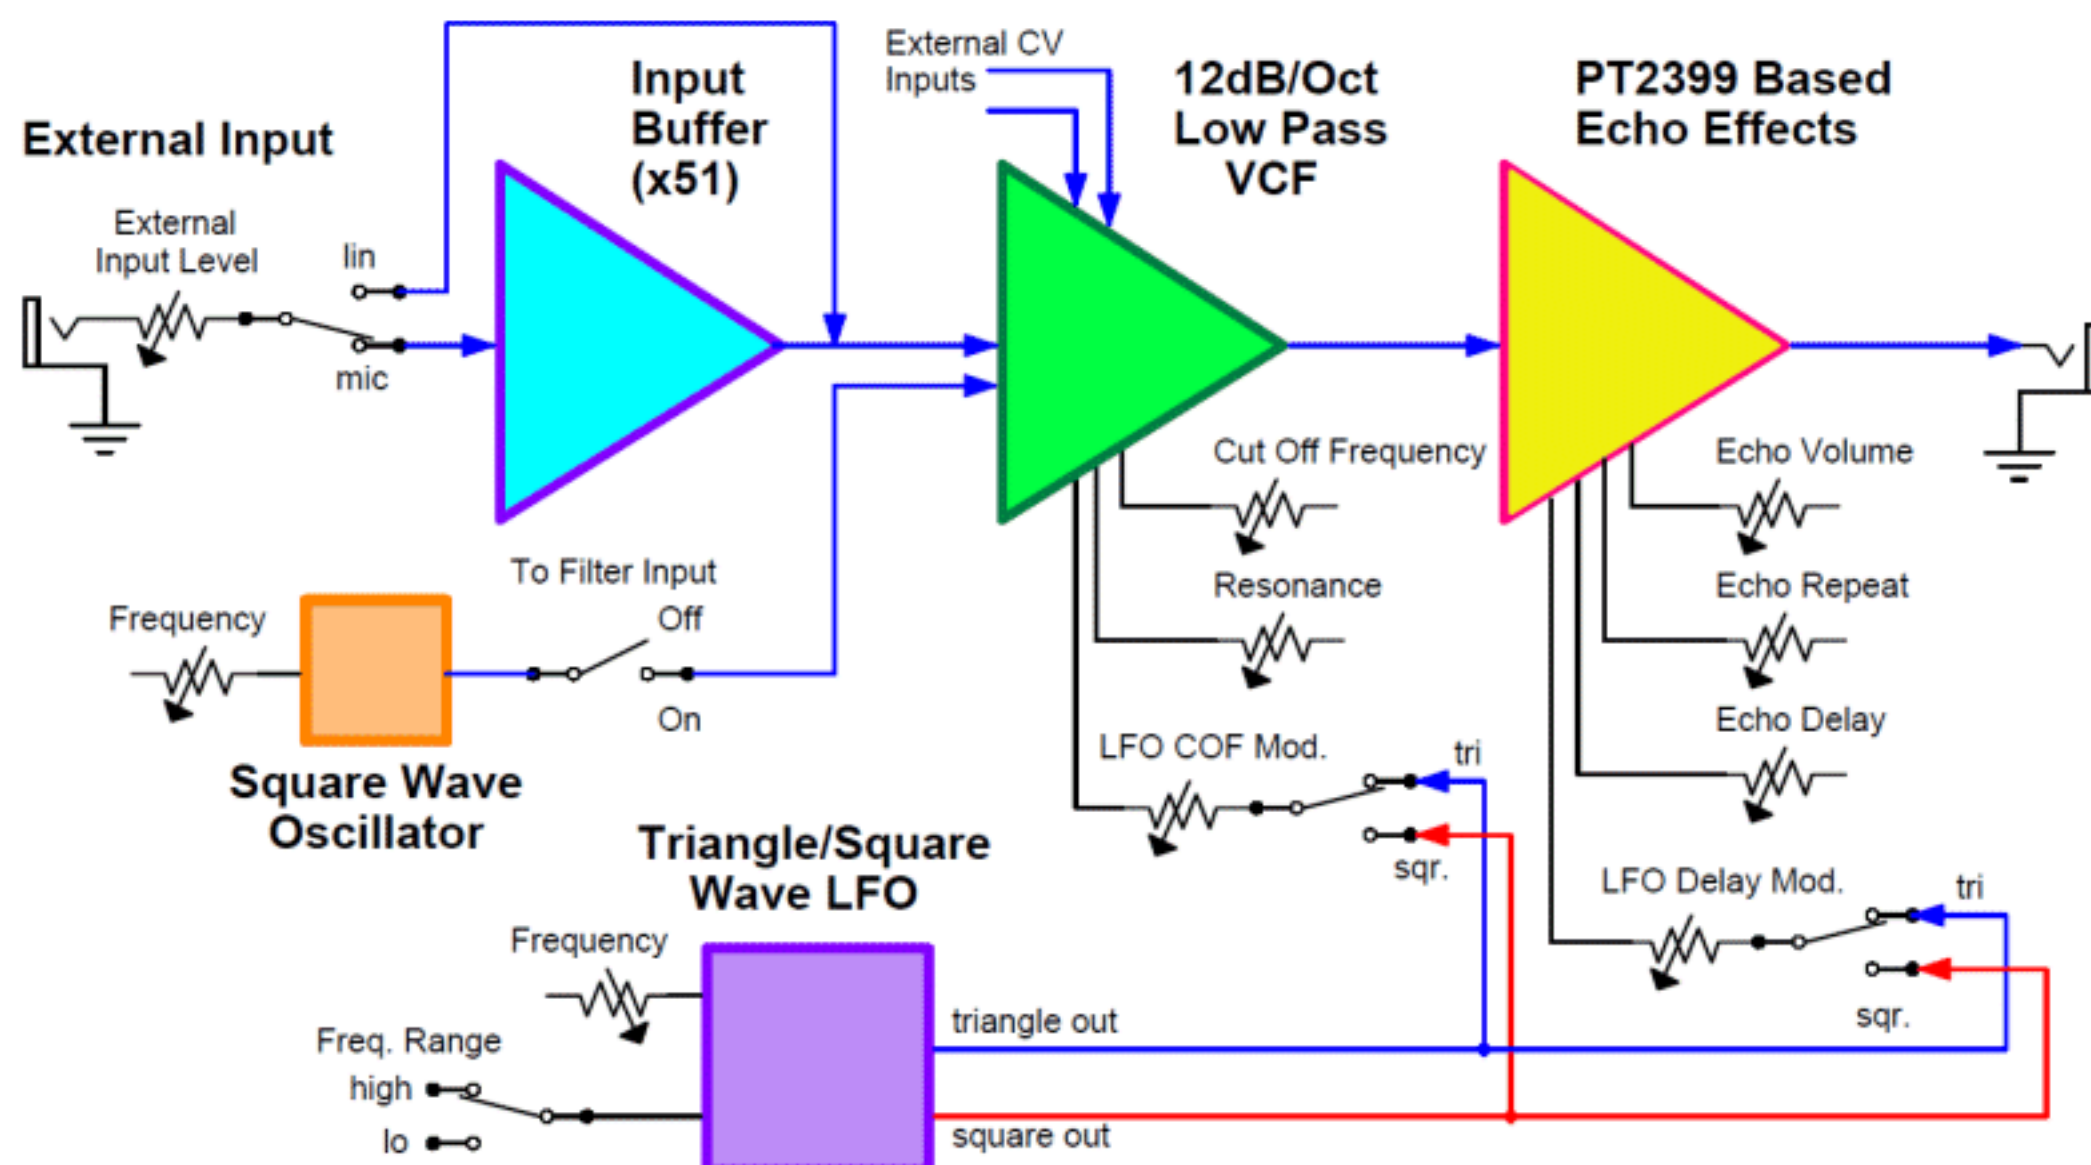 External Input
External
Input Level
lin
mic
Input
Buffer
(x51)
External CV
Inputs
12dB/Oct
Low Pass
VCF
PT2399 Based
Echo Effects
Cut Off Frequency
Resonance
LFO COF Mod.
tri
sqr.
Echo Volume
Echo Repeat
Echo Delay
LFO Delay Mod.
tri
sqr.
To Filter Input
Off
On
Frequency
Square Wave
Oscillator
Triangle/Square
Wave LFO
Frequency
Freq. Range
high
lo
triangle out
square out